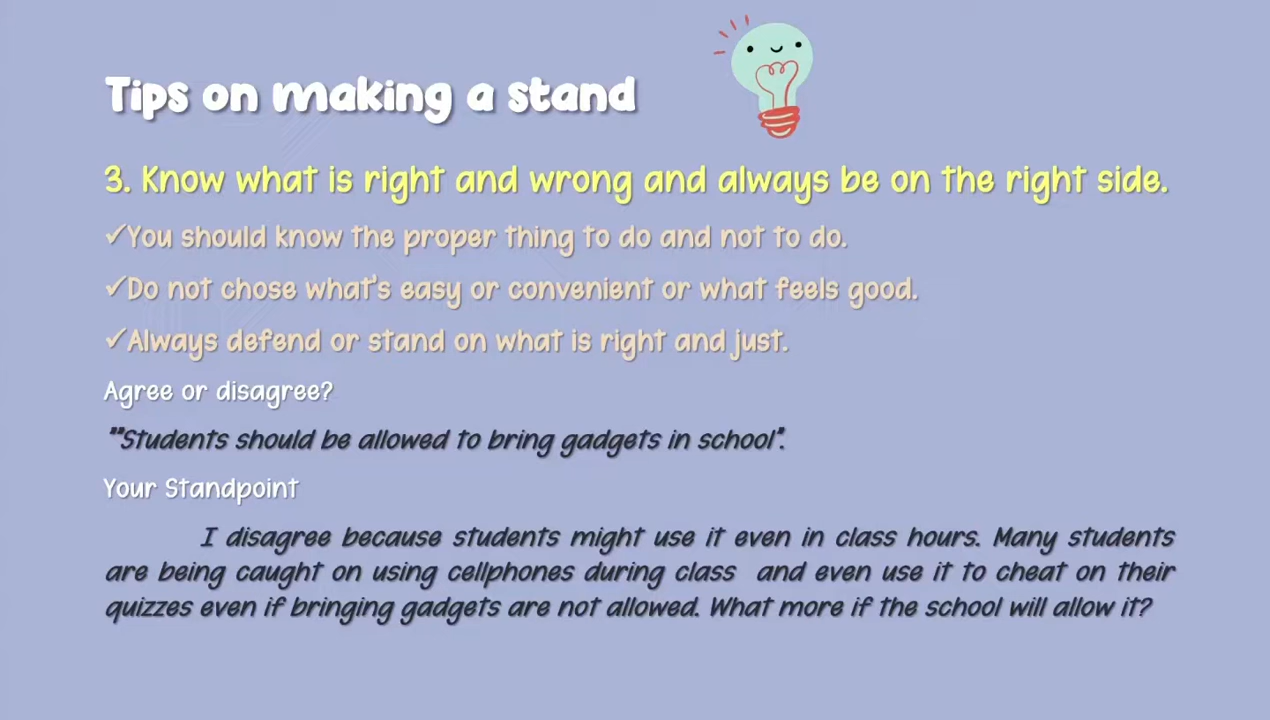 Tips on making a stand
3. Know what is right and wrong and always be on the right side.
✓You should know the proper thing to do and not to do.
✓Do not chose what's easy or convenient or what feels good.
✓Always defend or stand on what is right and just.
Agree or disagree?
""Students should be allowed to bring gadgets in school".
Your Standpoint
I disagree because students might use it even in class hours. Many students
are being caught on using cellphones during class and even use it to cheat on their
quizzes even if bringing gadgets are not allowed. What more if the school will allow it?